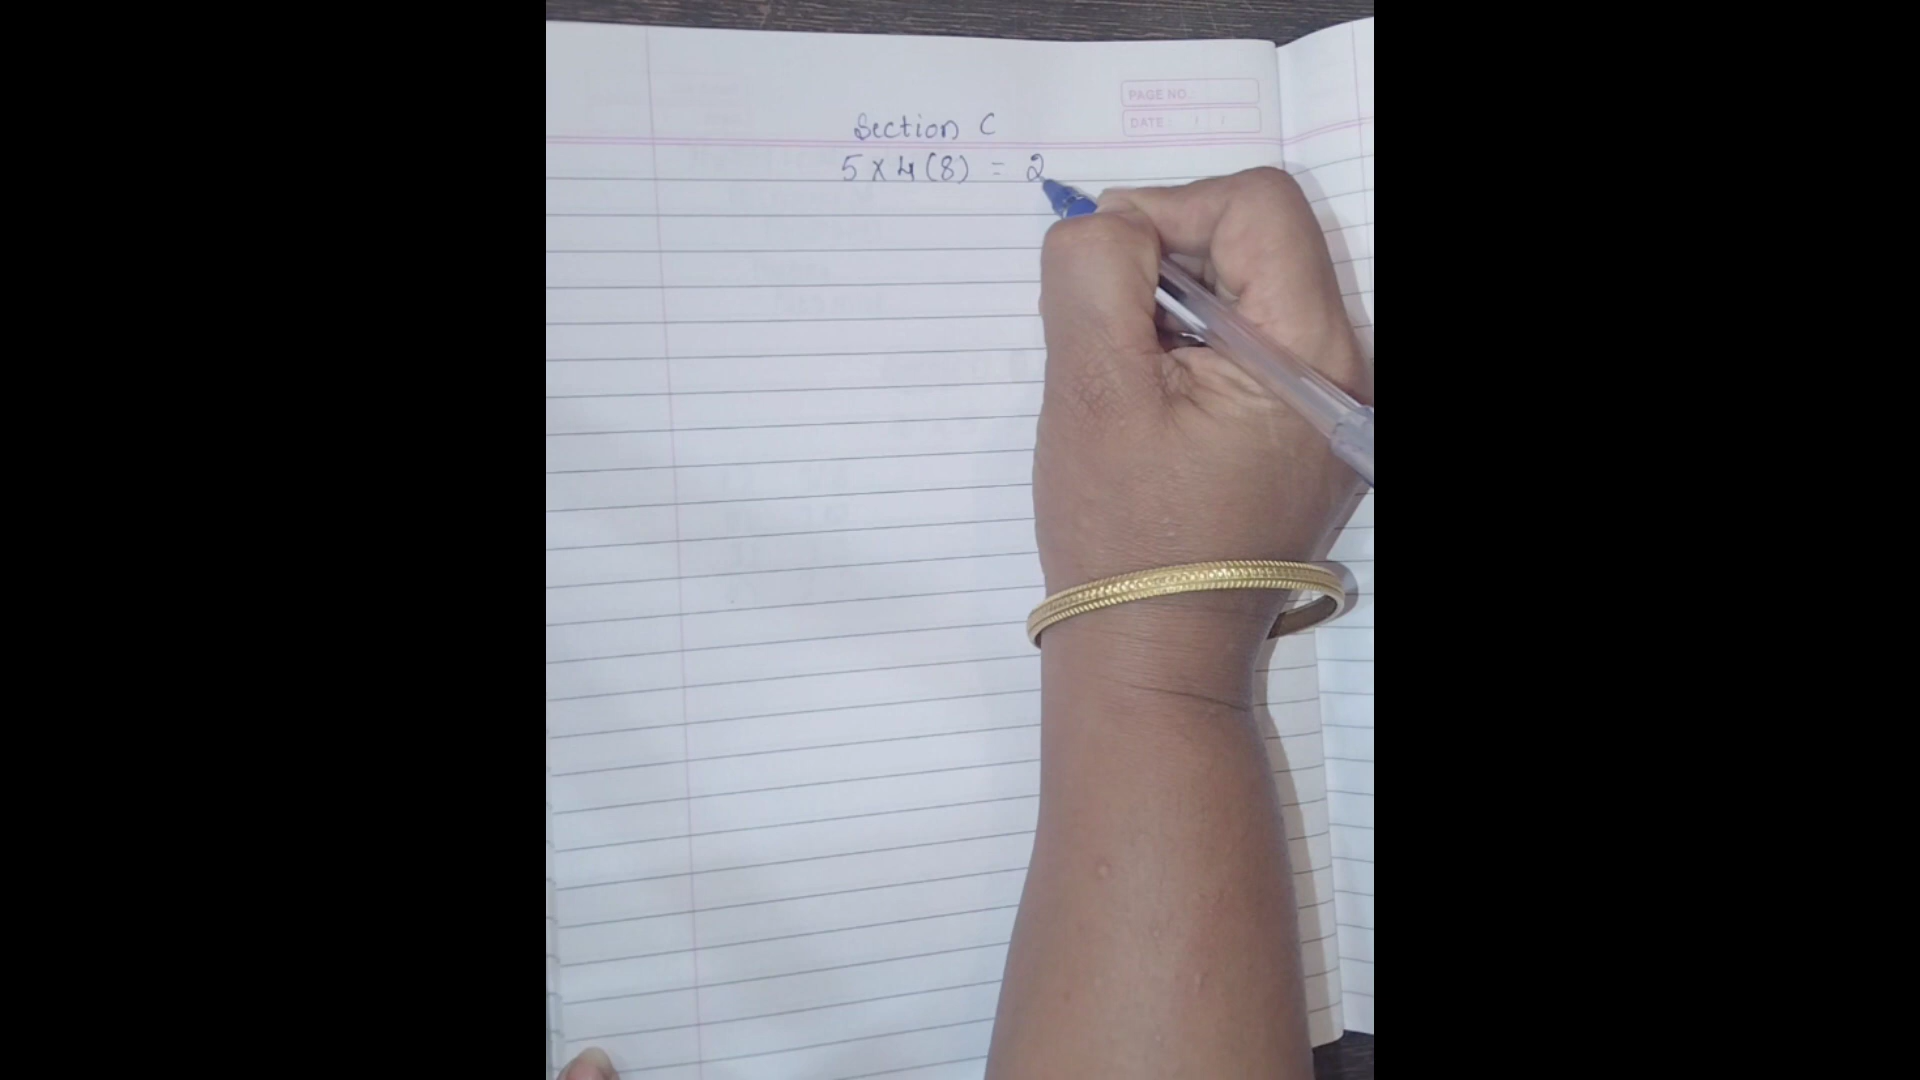 PAGE NO.:
DATE : / /
Section C
5 x 4 (8) = 2